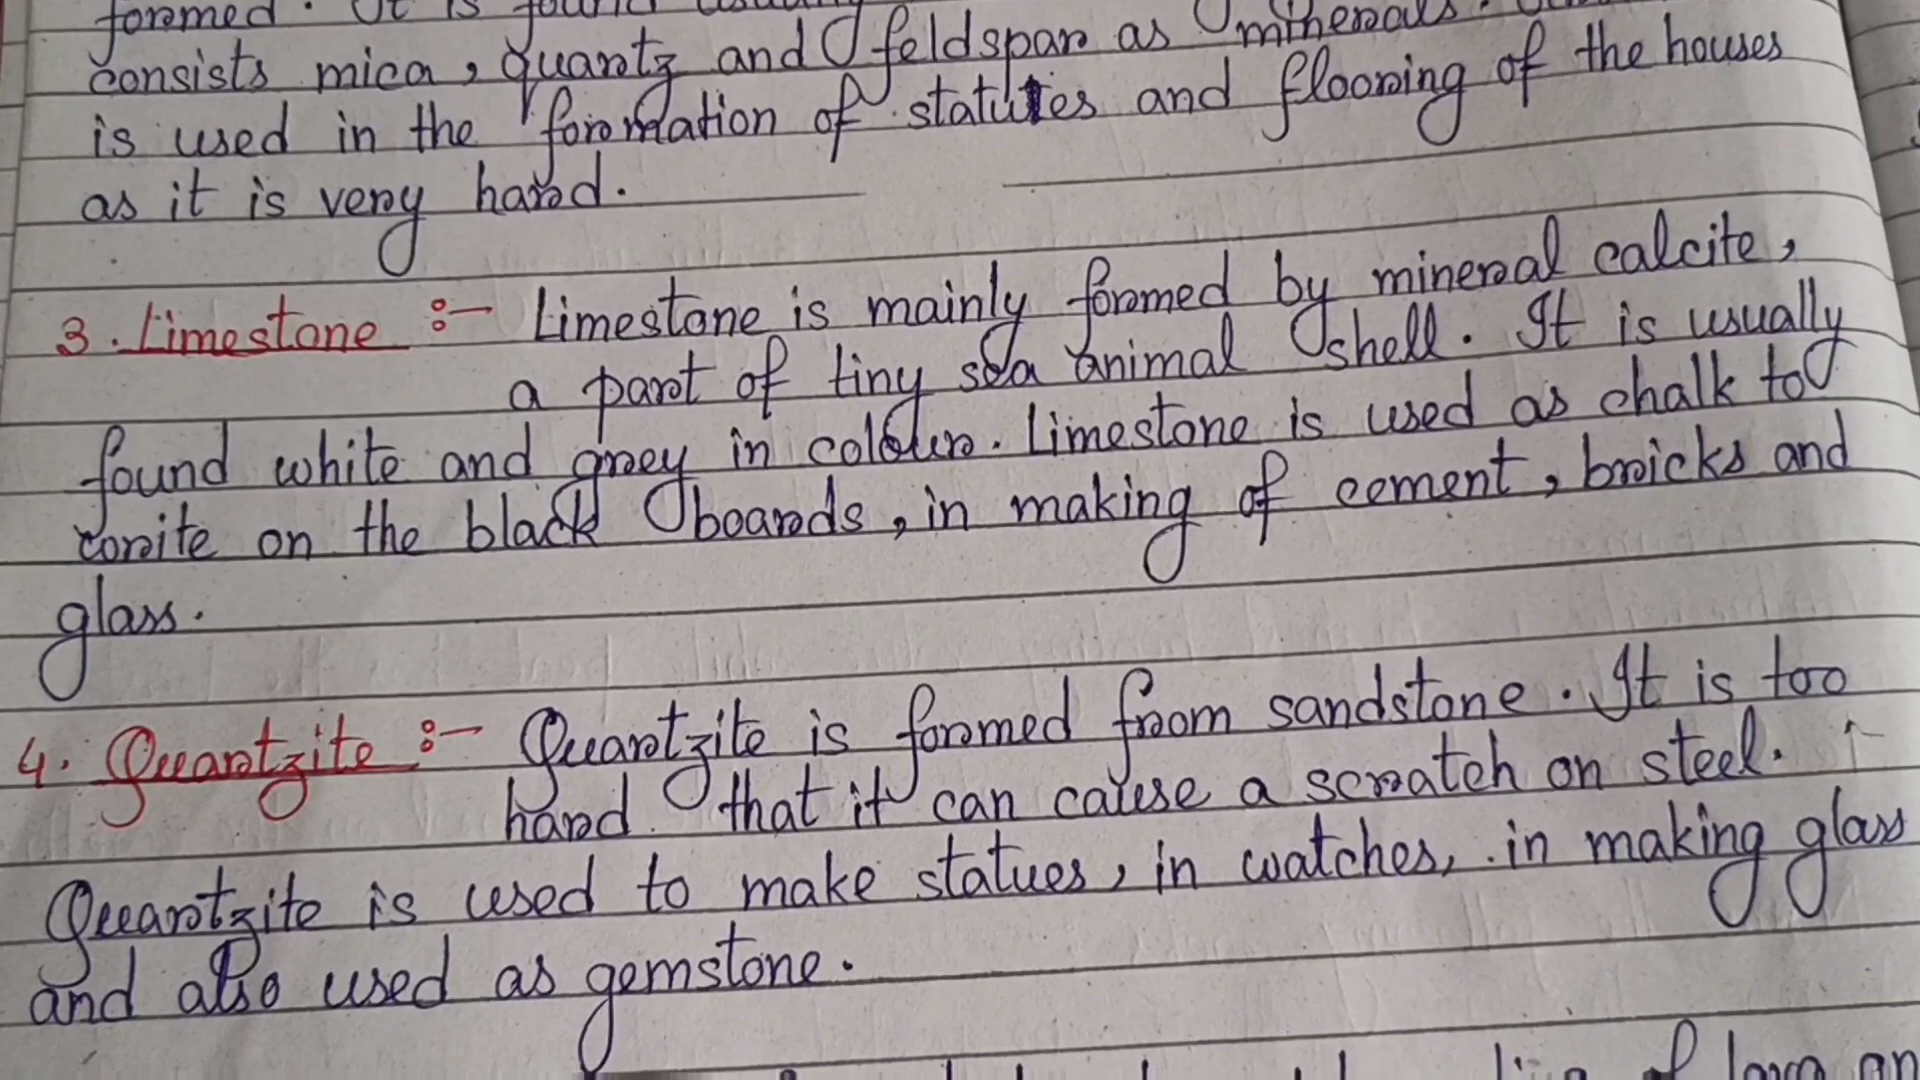 formed. It is found usually
consists mica, quartz and feldspar as minerals.
is used in the formation of statues and flooring of the houses
as it is very hard.
3. Limestone :- Limestone is mainly formed by mineral calcite,
a part of tiny sea animal shell. It is usually
found white and grey in colour. Limestone is used as chalk to
write on the black boards, in making of cement, bricks and
glass.
4. Quartzite :- Quartzite is formed from sandstone. It is too
hard that it can cause a scratch on steel.
Quartzite is used to make statues, in watches, in making glass
and also used as gemstone.